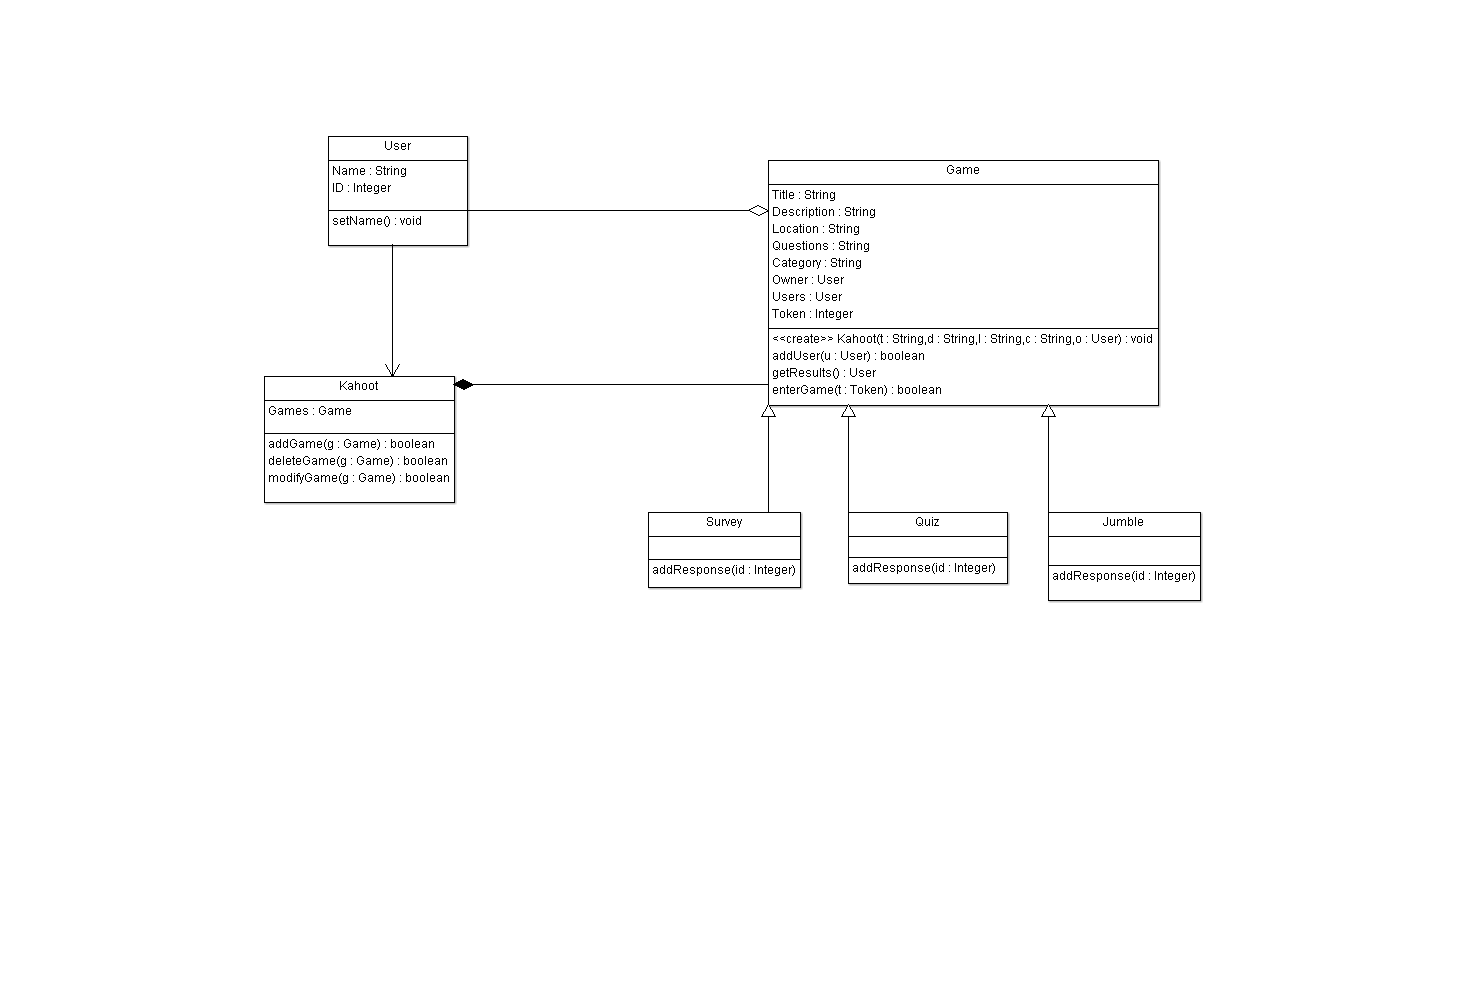 User
Name : String
ID : Integer
setName() : void
Game
Title : String
Description : String
Location : String
Questions : String
Category : String
Owner : User
Users : User
Token : Integer
<<create>> Kahoot(t : String,d : String,l : String,c : String,o : User) : void
addUser(u : User) : boolean
getResults() : User
enterGame(t : Token) : boolean
Kahoot
Games : Game
addGame(g : Game) : boolean
deleteGame(g : Game) : boolean
modifyGame(g : Game) : boolean
Survey
addResponse(id : Integer)
Quiz
addResponse(id : Integer)
Jumble
addResponse(id : Integer)